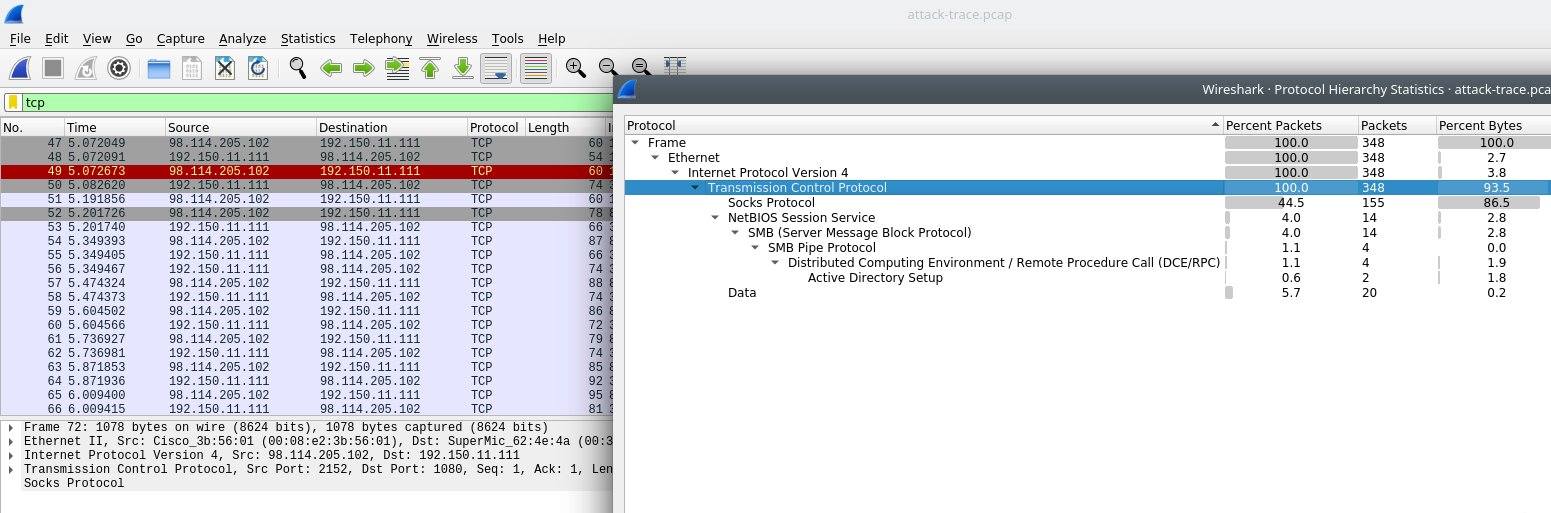 attack-trace.pcap
File Edit View Go Capture Analyze Statistics Telephony Wireless Tools Help
tcp
No. Time Source Destination Protocol Length
47 5.072049 98.114.205.102 192.150.11.111 TCP 60
48 5.072091 192.150.11.111 98.114.205.102 TCP 54
49 5.072673 98.114.205.102 192.150.11.111 TCP 60
50 5.082620 192.150.11.111 98.114.205.102 TCP 74
51 5.191856 98.114.205.102 192.150.11.111 TCP 60
52 5.201726 98.114.205.102 192.150.11.111 TCP 78
53 5.201740 192.150.11.111 98.114.205.102 TCP 66
54 5.349393 98.114.205.102 192.150.11.111 TCP 87
55 5.349405 192.150.11.111 98.114.205.102 TCP 66
56 5.349467 192.150.11.111 98.114.205.102 TCP 74
57 5.474324 98.114.205.102 192.150.11.111 TCP 88
58 5.474373 192.150.11.111 98.114.205.102 TCP 74
59 5.604502 98.114.205.102 192.150.11.111 TCP 86
60 5.604566 192.150.11.111 98.114.205.102 TCP 72
61 5.736927 98.114.205.102 192.150.11.111 TCP 79
62 5.736981 192.150.11.111 98.114.205.102 TCP 74
63 5.871853 98.114.205.102 192.150.11.111 TCP 85
64 5.871936 192.150.11.111 98.114.205.102 TCP 92
65 6.009400 98.114.205.102 192.150.11.111 TCP 95
66 6.009415 192.150.11.111 98.114.205.102 TCP 81
Frame 72: 1078 bytes on wire (8624 bits), 1078 bytes captured (8624 bits)
Ethernet II, Src: Cisco_3b:56:01 (00:08:e2:3b:56:01), Dst: SuperMic_62:4e:4a (00:3
Internet Protocol Version 4, Src: 98.114.205.102, Dst: 192.150.11.111
Transmission Control Protocol, Src Port: 2152, Dst Port: 1080, Seq: 1, Ack: 1, Len
Socks Protocol
Wireshark · Protocol Hierarchy Statistics · attack-trace.pca
Protocol Percent Packets Packets Percent Bytes
Frame 100.0 348 100.0
Ethernet 100.0 348 2.7
Internet Protocol Version 4 100.0 348 3.8
Transmission Control Protocol 100.0 348 93.5
Socks Protocol 44.5 155 86.5
NetBIOS Session Service 4.0 14 2.8
SMB (Server Message Block Protocol) 4.0 14 2.8
SMB Pipe Protocol 1.1 4 0.0
Distributed Computing Environment / Remote Procedure Call (DCE/RPC) 1.1 4 1.9
Active Directory Setup 0.6 2 1.8
Data 5.7 20 0.2